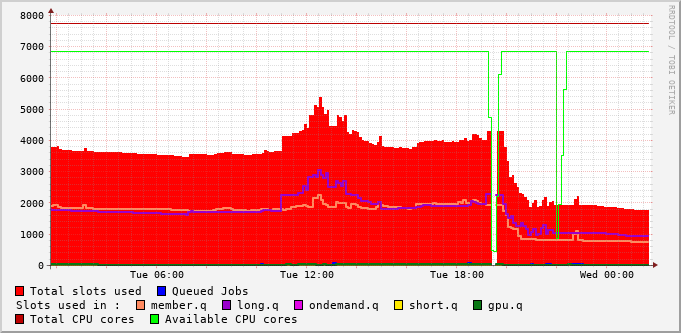 8000
7000
6000
5000
4000
3000
2000
1000
0
Tue 06:00 Tue 12:00 Tue 18:00 Wed 00:00
Total slots used Queued Jobs
Slots used in : member.q long.q ondemand.q short.q gpu.q
Total CPU cores Available CPU cores
RRDTOOL / TOBI OETIKER